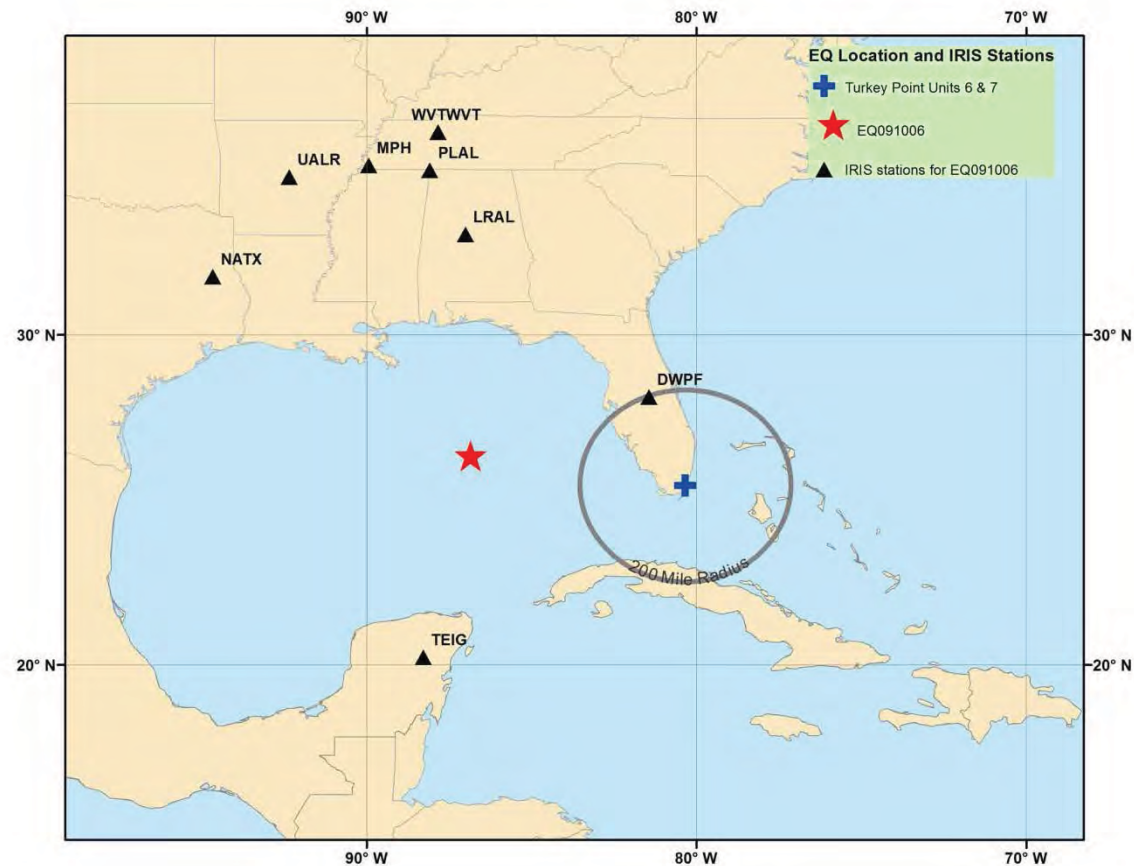 90° W
80° W
70° W
EQ Location and IRIS Stations
Turkey Point Units 6 & 7
EQ091006
IRIS stations for EQ091006
WVTWVT
UALR
MPH
PLAL
LRAL
NATX
30° N
30° N
DWPF
200 Mile Radius
TEIG
20° N
20° N
90° W
80° W
70° W